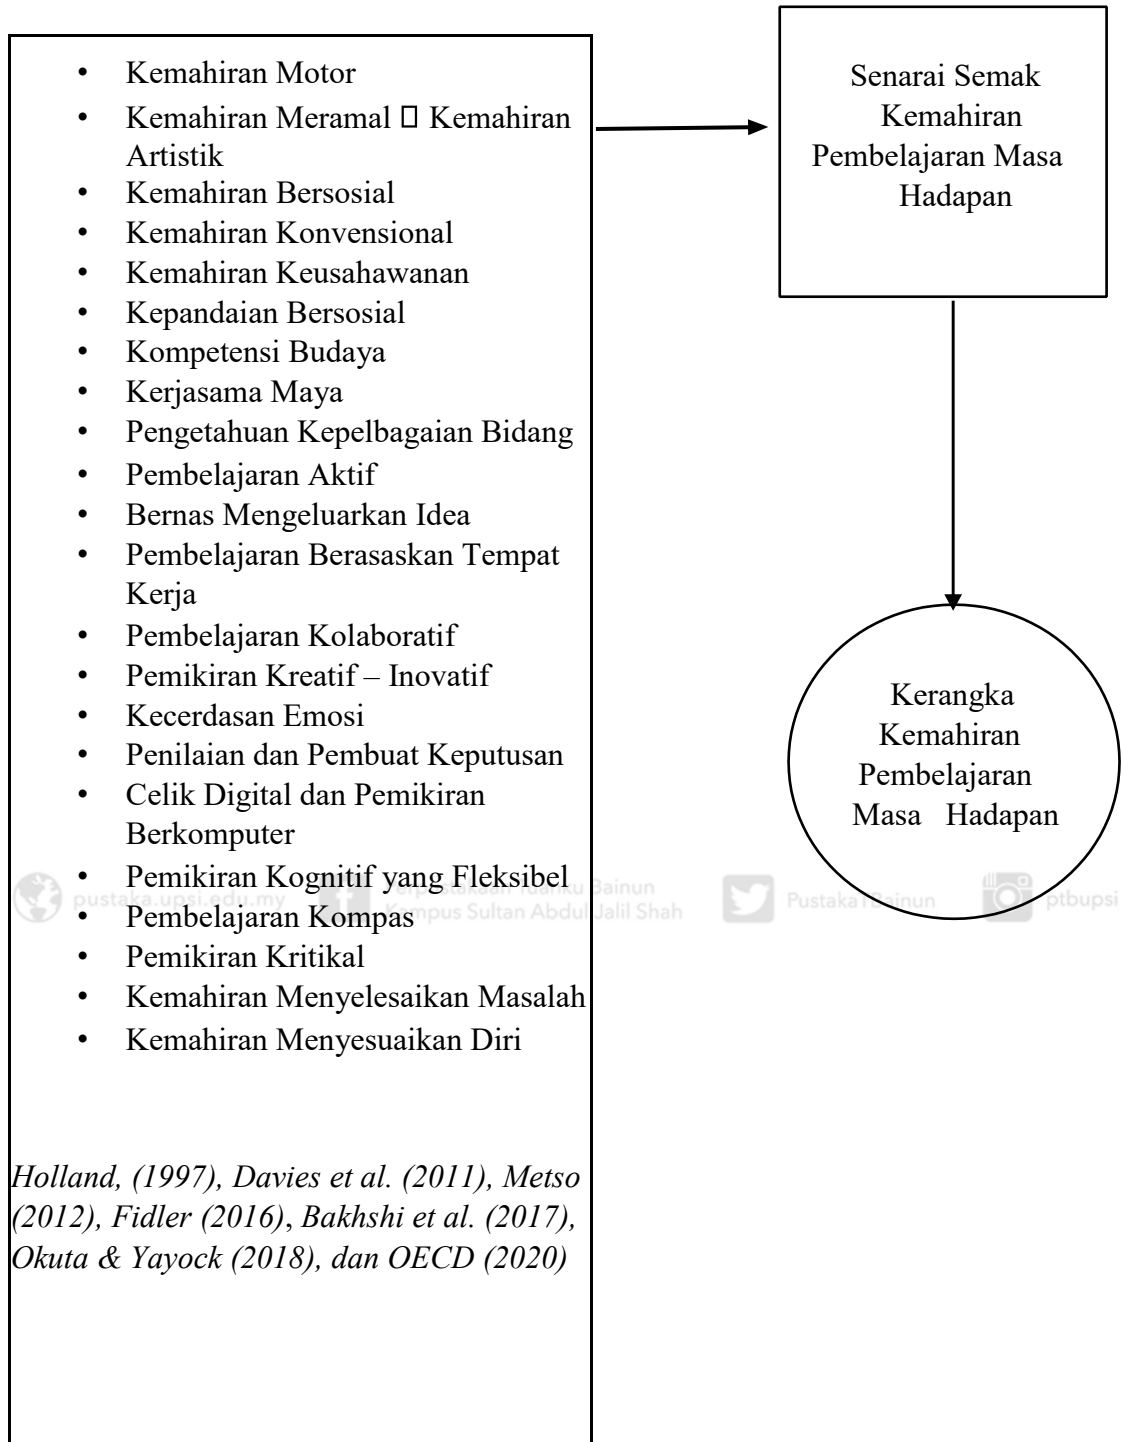 • Kemahiran Motor
• Kemahiran Meramal  Kemahiran
Artistik
• Kemahiran Bersosial
• Kemahiran Konvensional
• Kemahiran Keusahawanan
• Kepandaian Bersosial
• Kompetensi Budaya
• Kerjasama Maya
• Pengetahuan Kepelbagaian Bidang
• Pembelajaran Aktif
• Bernas Mengeluarkan Idea
• Pembelajaran Berasaskan Tempat
Kerja
• Pembelajaran Kolaboratif
• Pemikiran Kreatif – Inovatif
• Kecerdasan Emosi
• Penilaian dan Pembuat Keputusan
• Celik Digital dan Pemikiran
Berkomputer
• Pemikiran Kognitif yang Fleksibel
• Pembelajaran Kompas
• Pemikiran Kritikal
• Kemahiran Menyelesaikan Masalah
• Kemahiran Menyesuaikan Diri
Holland, (1997), Davies et al. (2011), Metso
(2012), Fidler (2016), Bakhshi et al. (2017),
Okuta & Yayock (2018), dan OECD (2020)
Senarai Semak
Kemahiran
Pembelajaran Masa
Hadapan
Kerangka
Kemahiran
Pembelajaran
Masa Hadapan
pustaka.upsi.edu.my
Perpustakaan Tuanku Bainun
Kampus Sultan Abdul Jalil Shah
PustakaTBainun
ptbupsi